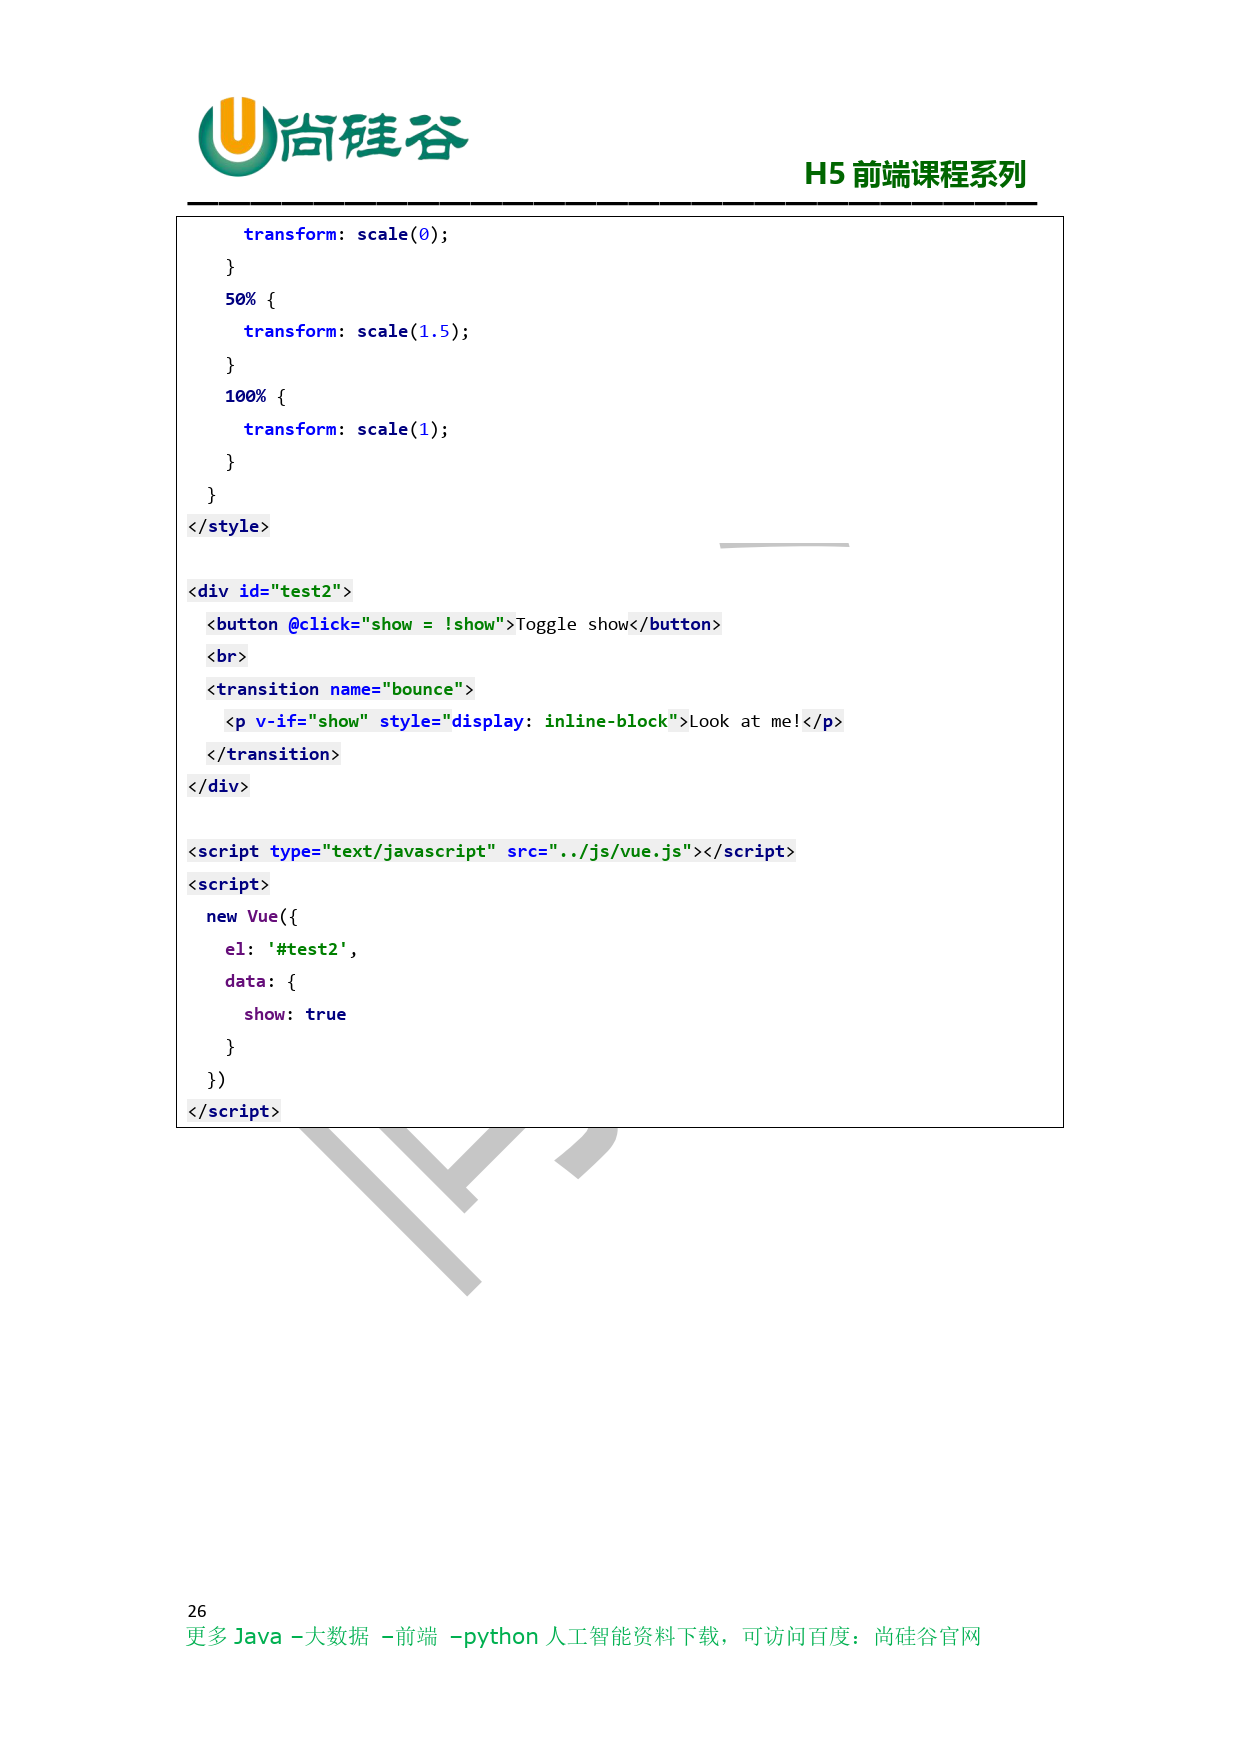 尚硅谷
H5 前端课程系列
transform: scale(0);
}
50% {
transform: scale(1.5);
}
100% {
transform: scale(1);
}
}
</style>
<div id="test2">
<button @click="show = !show">Toggle show</button>
<br>
<transition name="bounce">
<p v-if="show" style="display: inline-block">Look at me!</p>
</transition>
</div>
<script type="text/javascript" src="../js/vue.js"></script>
<script>
new Vue({
el: '#test2',
data: {
show: true
}
})
</script>
26
更多 Java –大数据 –前端 –python 人工智能资料下载，可访问百度：尚硅谷官网